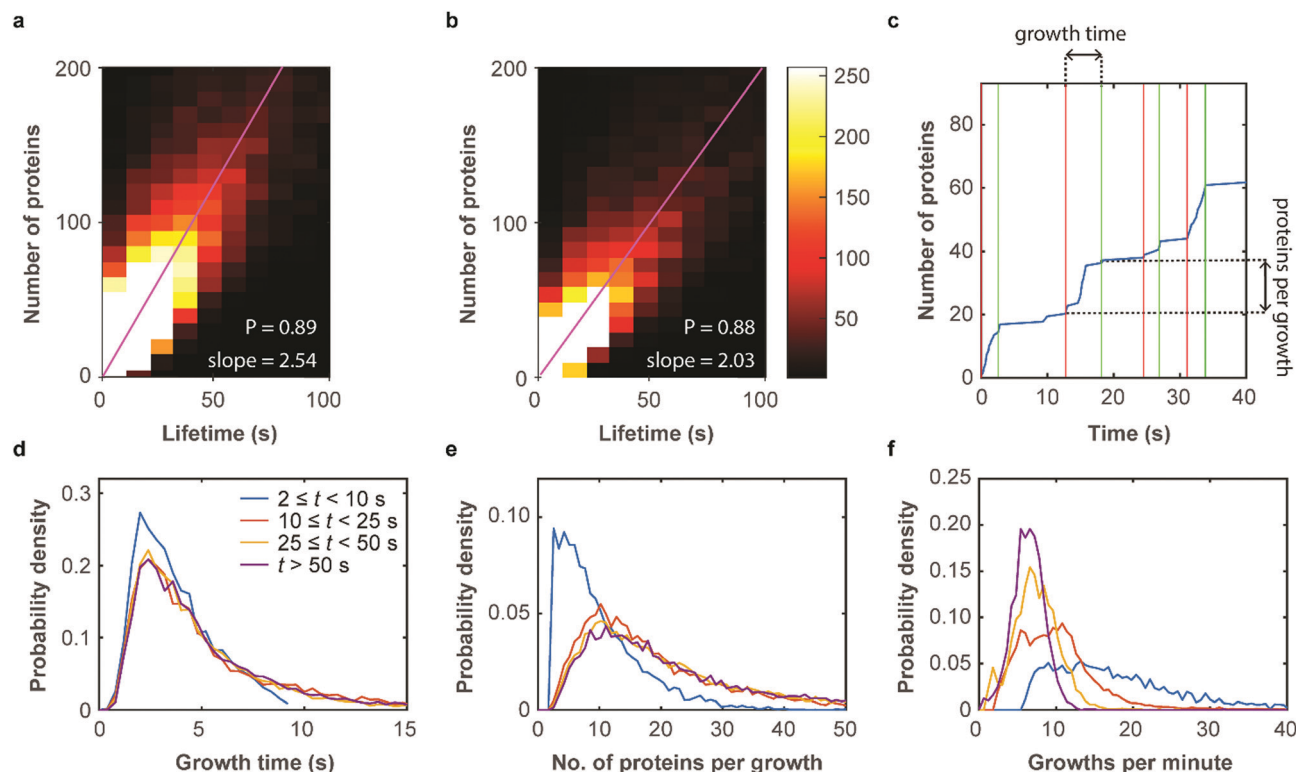 a
b
c
growth time
200
100
0
Number of proteins
0
50
100
Lifetime (s)
P = 0.89
slope = 2.54
200
100
0
Number of proteins
0
50
100
Lifetime (s)
P = 0.88
slope = 2.03
250
200
150
100
50
80
60
40
20
0
Number of proteins
proteins per growth
0
10
20
30
40
Time (s)
d
e
f
0.3
0.2
0.1
0
Probability density
2 ≤ t < 10 s
10 ≤ t < 25 s
25 ≤ t < 50 s
t > 50 s
0
5
10
15
Growth time (s)
0.10
0.05
0
Probability density
0
10
20
30
40
50
No. of proteins per growth
0.25
0.20
0.15
0.10
0.05
0
Probability density
0
10
20
30
40
Growths per minute